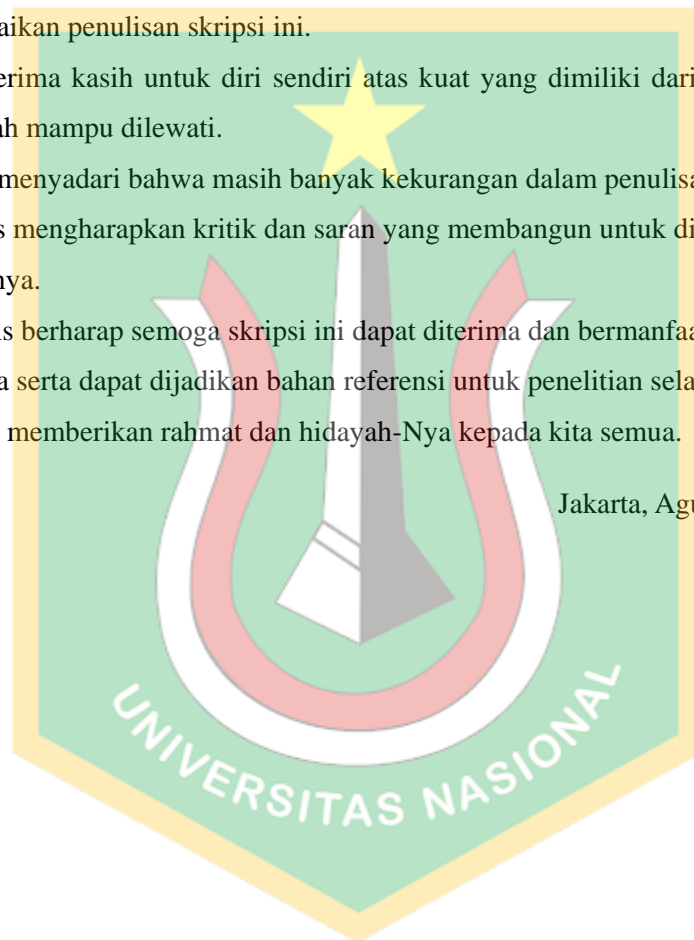 aikan penulisan skripsi ini.
erima kasih untuk diri sendiri atas kuat yang dimiliki dari
ah mampu dilewati.
menyadari bahwa masih banyak kekurangan dalam penulisa
s mengharapkan kritik dan saran yang membangun untuk di
nya.
is berharap semoga skripsi ini dapat diterima dan bermanfaa
a serta dapat dijadikan bahan referensi untuk penelitian sela
memberikan rahmat dan hidayah-Nya kepada kita semua.
Jakarta, Agu
UNIVERSITAS NASIONAL